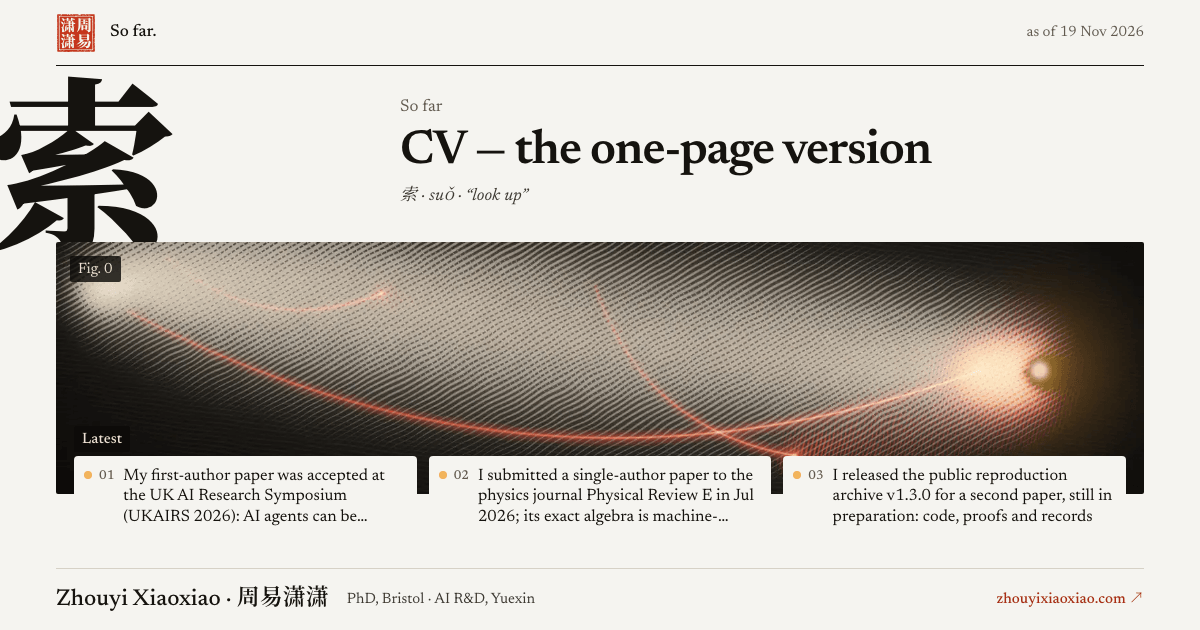 周易
潇潇
So far.
as of 19 Nov 2026
索
So far
CV – the one-page version
索 · suǒ · “look up”
Fig. 0
Latest
01 My first-author paper was accepted at
the UK AI Research Symposium
(UKAIRS 2026): AI agents can be…
02 I submitted a single-author paper to the
physics journal Physical Review E in Jul
2026; its exact algebra is machine-…
03 I released the public reproduction
archive v1.3.0 for a second paper, still in
preparation: code, proofs and records
Zhouyi Xiaoxiao · 周易潇潇
PhD, Bristol · AI R&D, Yuexin
zhouyixiaoxiao.com ↗